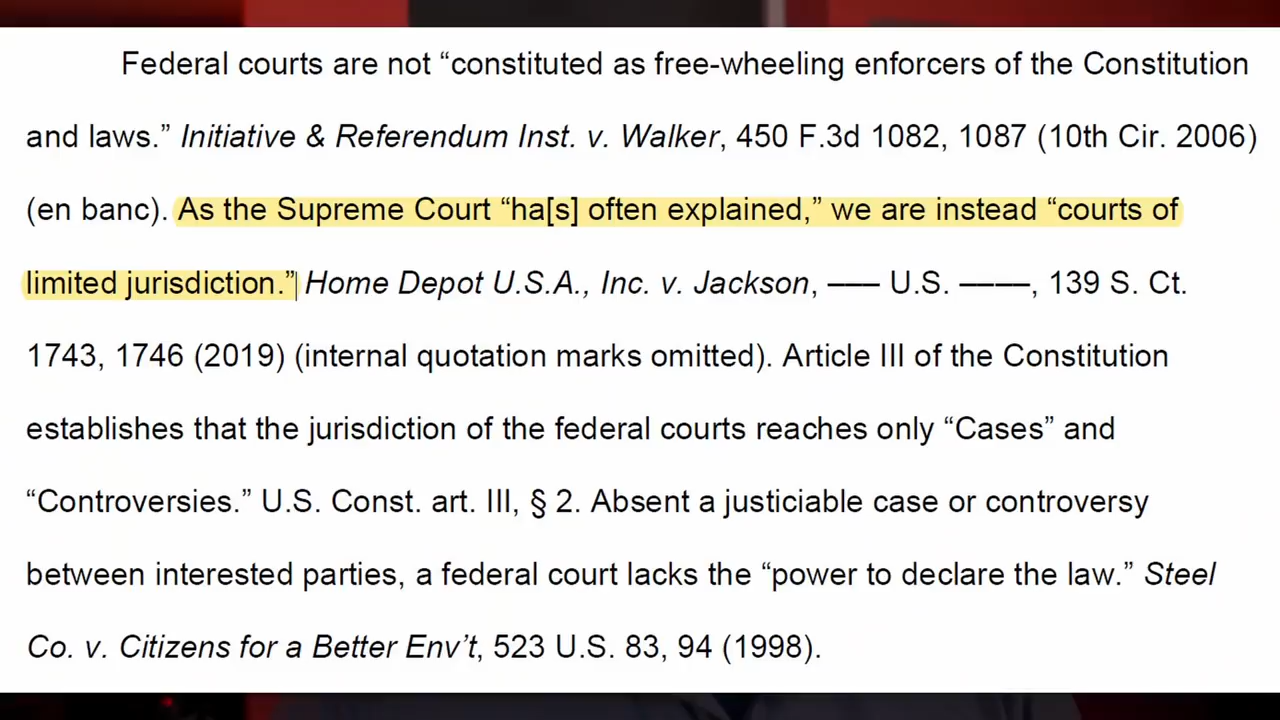 Federal courts are not “constituted as free-wheeling enforcers of the Constitution
and laws.” Initiative & Referendum Inst. v. Walker, 450 F.3d 1082, 1087 (10th Cir. 2006)
(en banc). As the Supreme Court “ha[s] often explained,” we are instead “courts of
limited jurisdiction.” Home Depot U.S.A., Inc. v. Jackson, –––– U.S. ––––, 139 S. Ct.
1743, 1746 (2019) (internal quotation marks omitted). Article III of the Constitution
establishes that the jurisdiction of the federal courts reaches only “Cases” and
“Controversies.” U.S. Const. art. III, § 2. Absent a justiciable case or controversy
between interested parties, a federal court lacks the “power to declare the law.” Steel
Co. v. Citizens for a Better Env’t, 523 U.S. 83, 94 (1998).